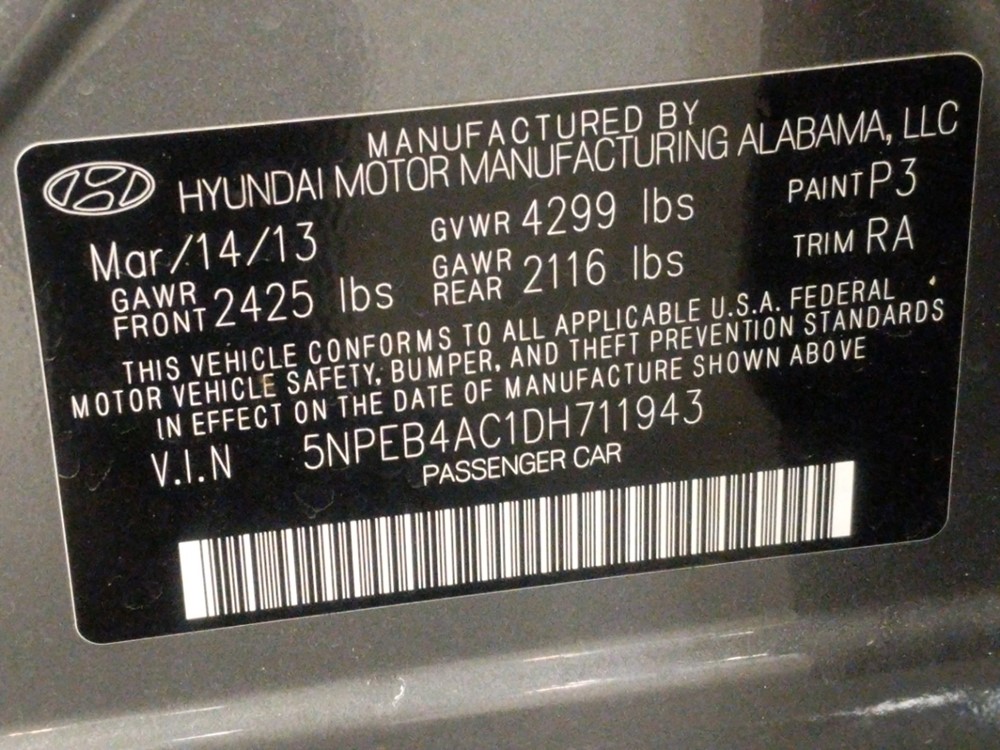 MANUFACTURED BY
HYUNDAI MOTOR MANUFACTURING ALABAMA, LLC
Mar/14/13 GVWR 4299 lbs PAINT P3
GAWR FRONT 2425 lbs GAWR REAR 2116 lbs TRIM RA
THIS VEHICLE CONFORMS TO ALL APPLICABLE U.S.A. FEDERAL
MOTOR VEHICLE SAFETY, BUMPER, AND THEFT PREVENTION STANDARDS
IN EFFECT ON THE DATE OF MANUFACTURE SHOWN ABOVE
V.I.N 5NPEB4AC1DH711943
PASSENGER CAR